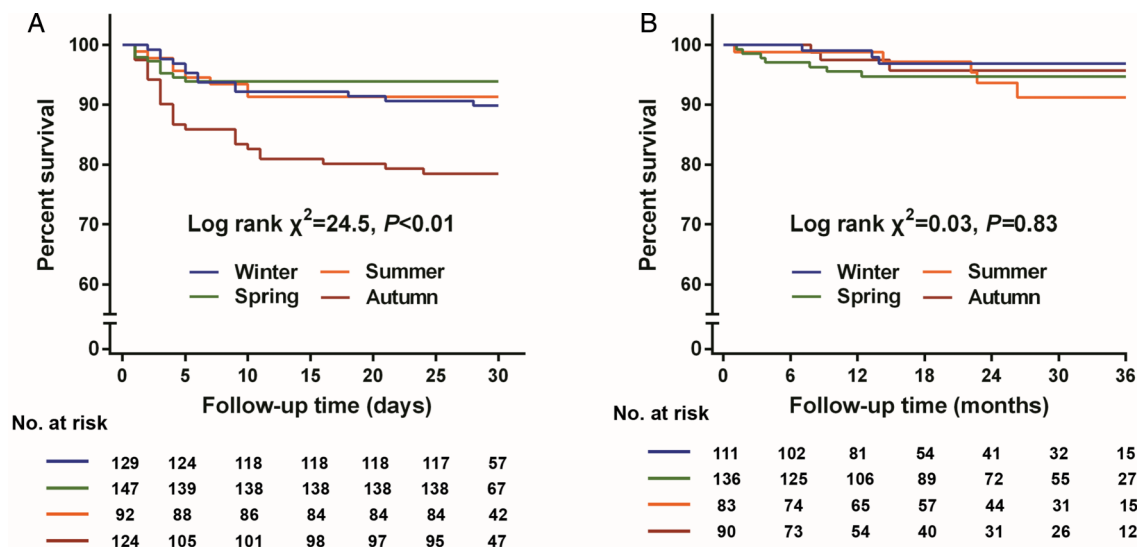 A
Percent survival
100
90
80
70
60
0
Log rank χ²=24.5, P<0.01
Winter
Summer
Spring
Autumn
0 5 10 15 20 25 30
Follow-up time (days)
No. at risk
129 124 118 118 118 117 57
147 139 138 138 138 138 67
92 88 86 84 84 84 42
124 105 101 98 97 95 47
B
Percent survival
100
90
80
70
60
0
Log rank χ²=0.03, P=0.83
Winter
Summer
Spring
Autumn
0 6 12 18 24 30 36
Follow-up time (months)
No. at risk
111 102 81 54 41 32 15
136 125 106 89 72 55 27
83 74 65 57 44 31 15
90 73 54 40 31 26 12